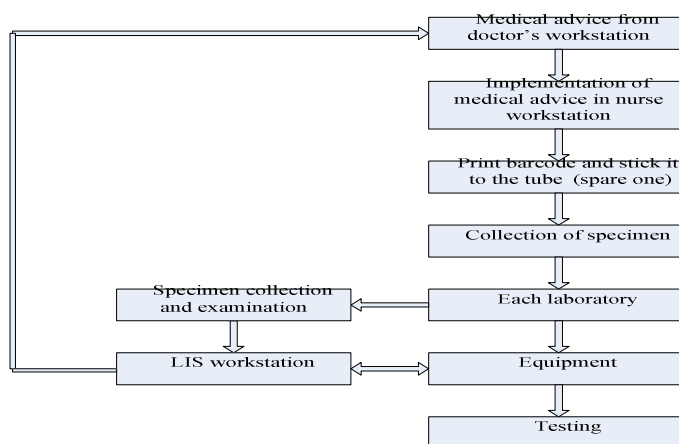 Medical advice from
doctor's workstation
Implementation of
medical advice in nurse
workstation
Print barcode and stick it
to the tube (spare one)
Collection of specimen
Specimen collection
and examination
Each laboratory
LIS workstation
Equipment
Testing